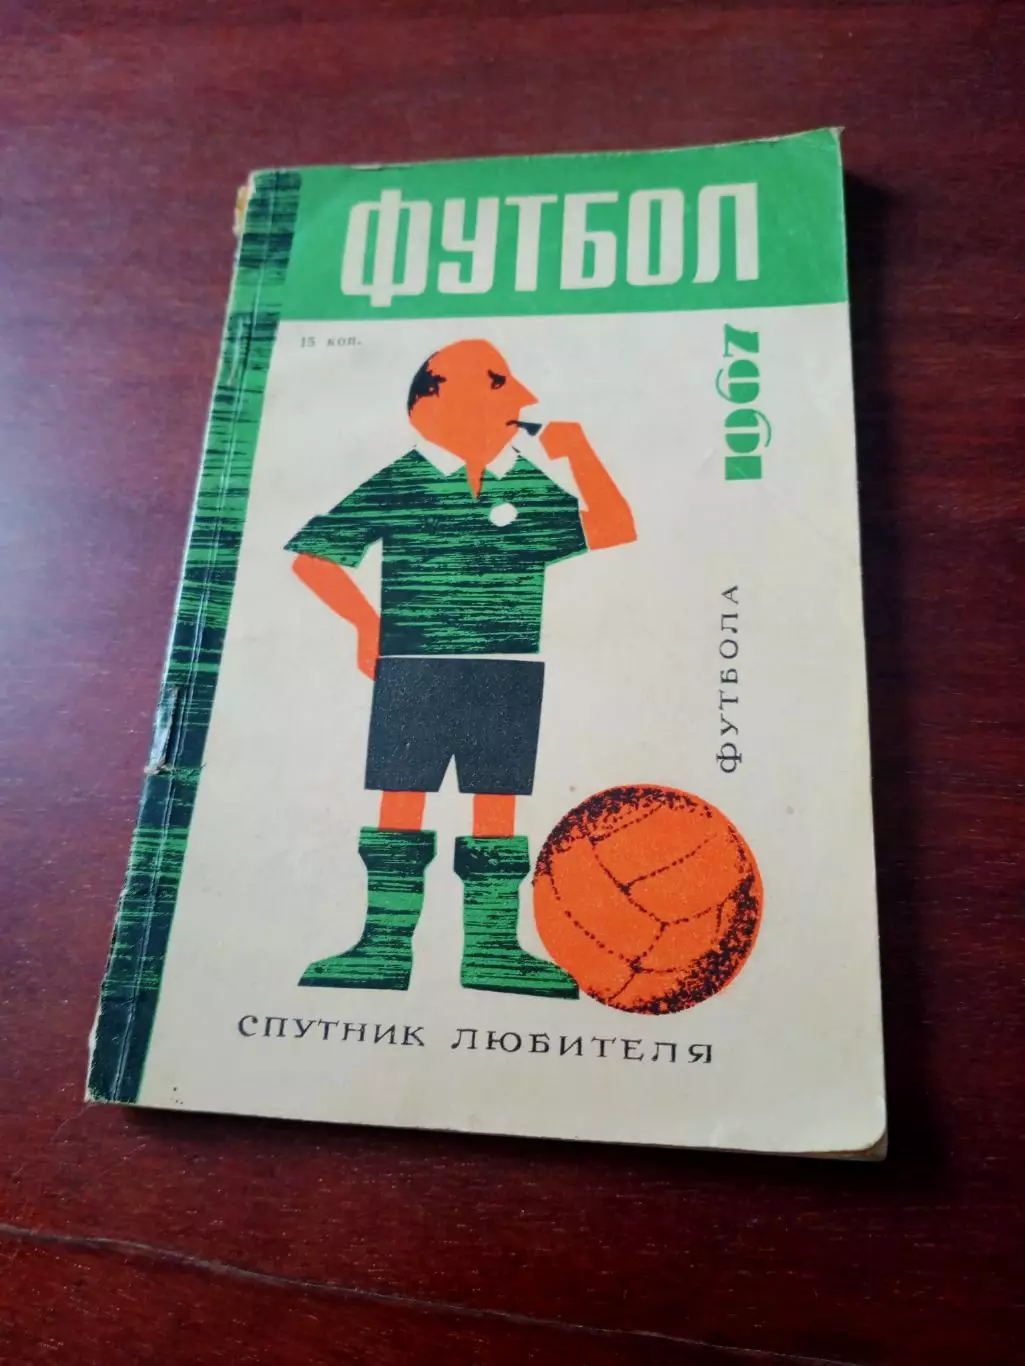 ФУТБОЛ
15 коп.
1967
СПУТНИК ЛЮБИТЕЛЯ
ФУТБОЛА